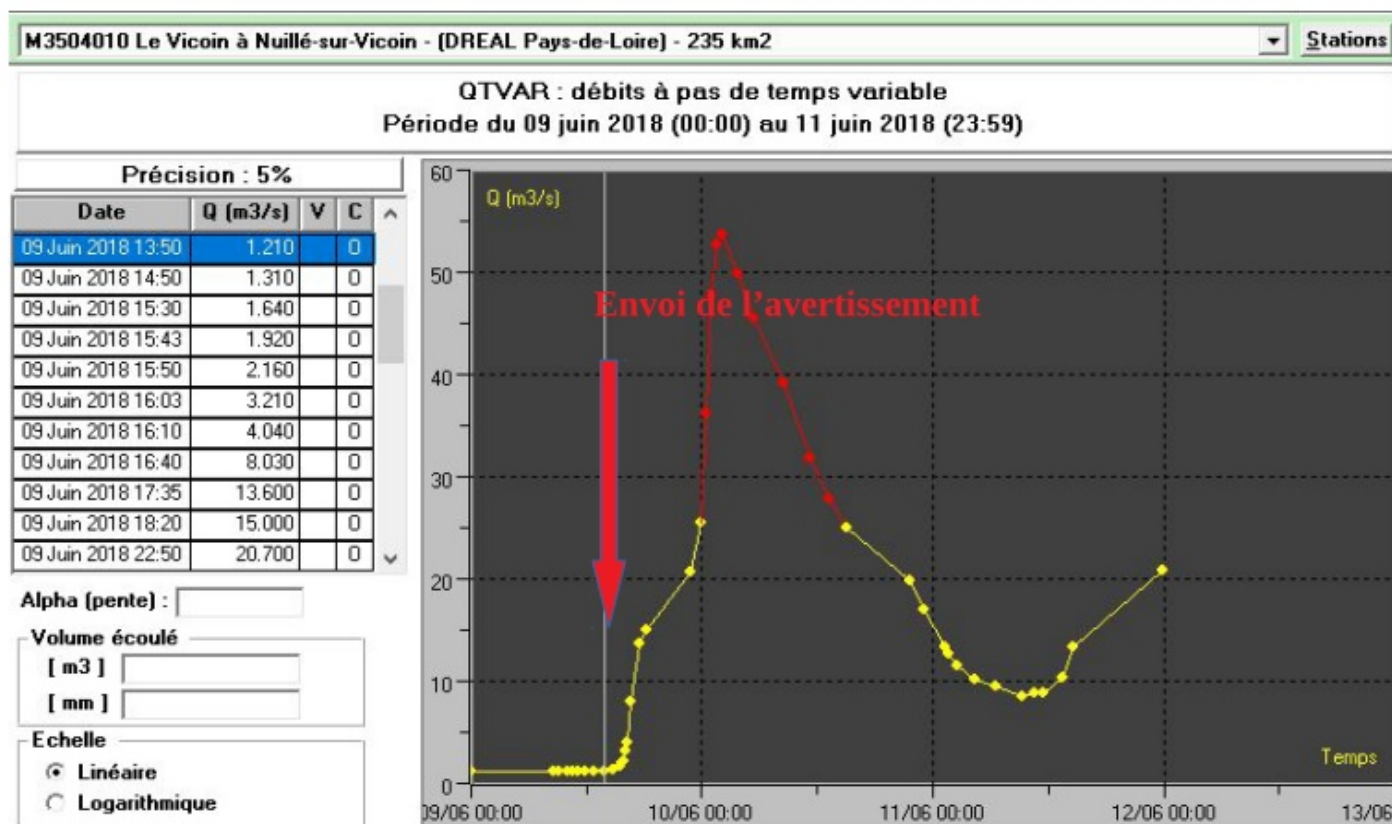 M3504010 Le Vicoin à Nuillé-sur-Vicoin - (DREAL Pays-de-Loire) - 235 km2
Stations
QTVAR : débits à pas de temps variable
Période du 09 juin 2018 (00:00) au 11 juin 2018 (23:59)
Précision : 5%
Date Q (m3/s) V C
09 Juin 2018 13:50 1.210 0
09 Juin 2018 14:50 1.310 0
09 Juin 2018 15:30 1.640 0
09 Juin 2018 15:43 1.920 0
09 Juin 2018 15:50 2.160 0
09 Juin 2018 16:03 3.210 0
09 Juin 2018 16:10 4.040 0
09 Juin 2018 16:40 8.030 0
09 Juin 2018 17:35 13.600 0
09 Juin 2018 18:20 15.000 0
09 Juin 2018 22:50 20.700 0
Alpha (pente) :
Volume écoulé
[ m3 ]
[ mm ]
Echelle
Linéaire
Logarithmique
60
Q (m3/s)
50
Envoi de l'avertissement
40
30
20
10
Temps
0
09/06 00:00 10/06 00:00 11/06 00:00 12/06 00:00 13/06